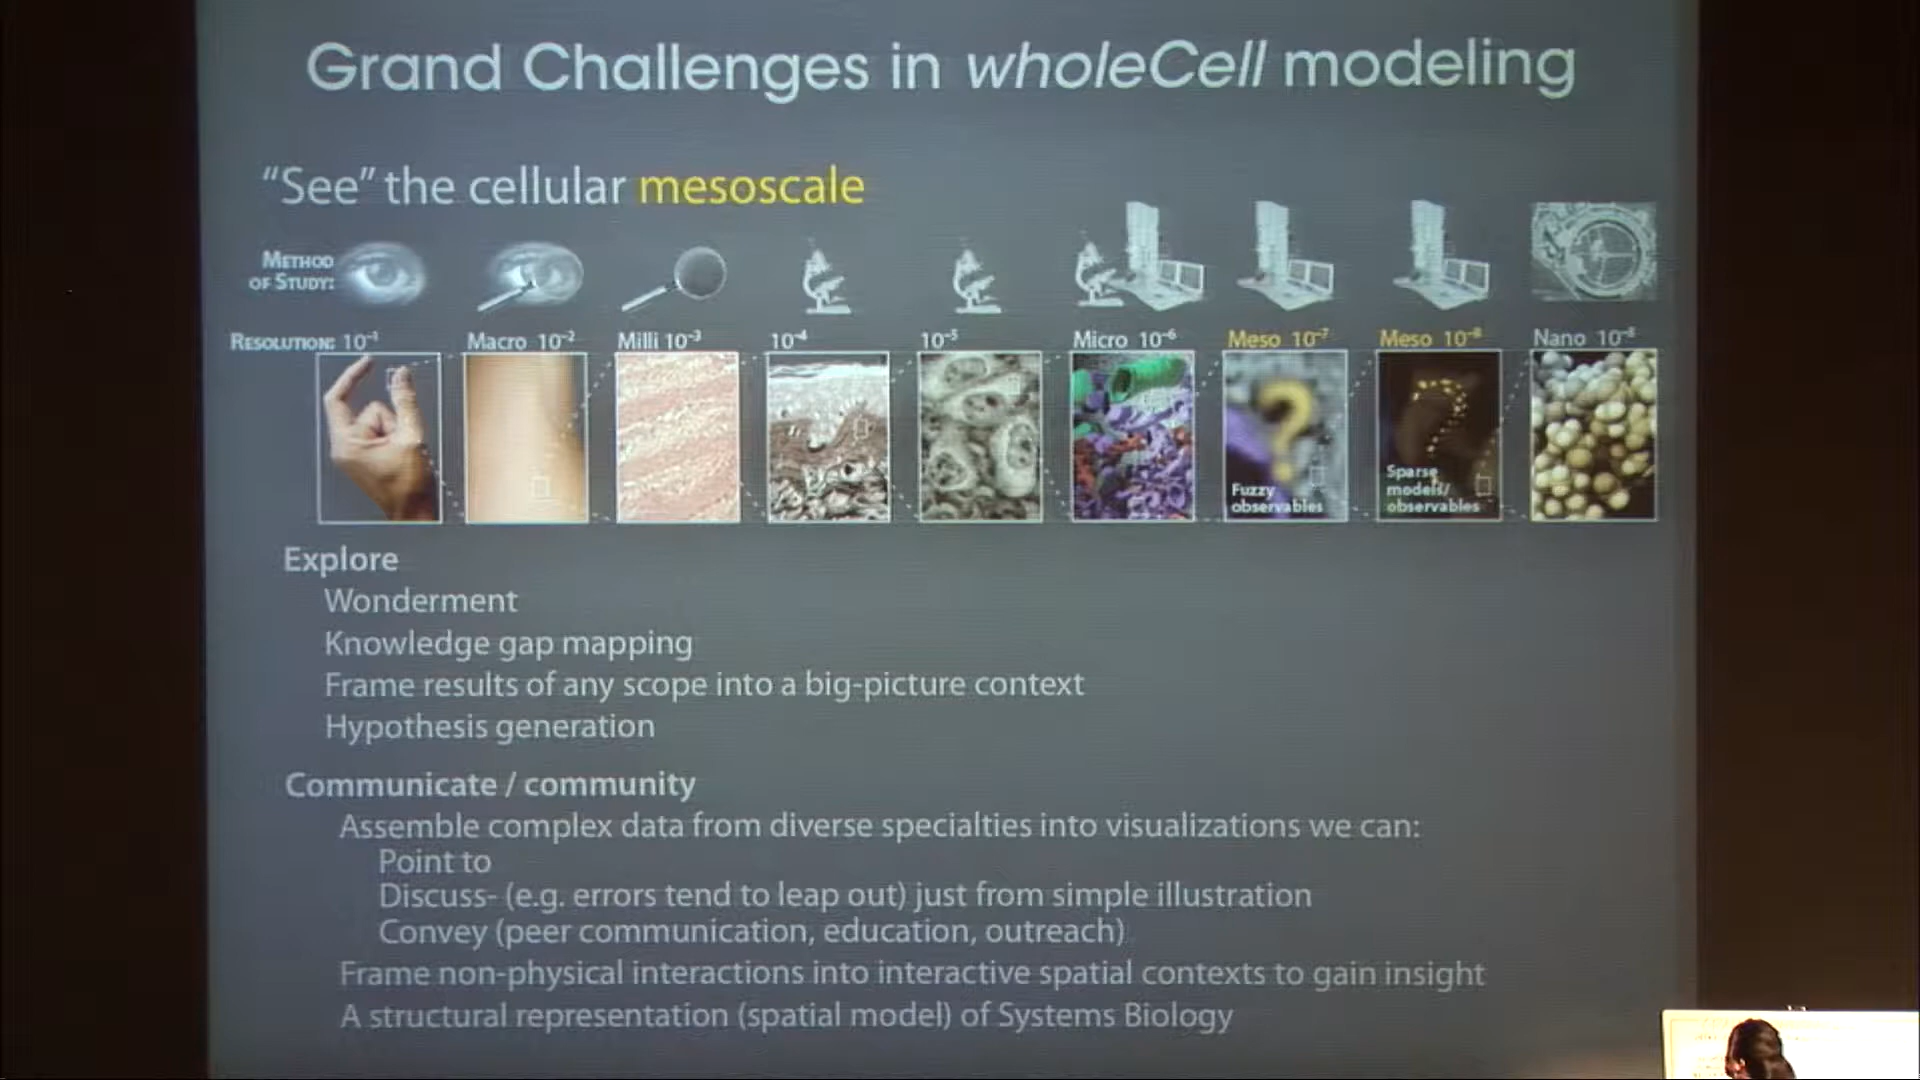 Grand Challenges in wholeCell modeling
“See” the cellular mesoscale
METHOD
OF STUDY:
RESOLUTION: 10⁻¹ Macro 10⁻² Milli 10⁻³ 10⁻⁴ 10⁻⁵ Micro 10⁻⁶ Meso 10⁻⁷ Meso 10⁻⁸ Nano 10⁻⁸
Fuzzy
observables
Sparse
models/
observables
Explore
Wonderment
Knowledge gap mapping
Frame results of any scope into a big-picture context
Hypothesis generation
Communicate / community
Assemble complex data from diverse specialties into visualizations we can:
Point to
Discuss- (e.g. errors tend to leap out) just from simple illustration
Convey (peer communication, education, outreach)
Frame non-physical interactions into interactive spatial contexts to gain insight
A structural representation (spatial model) of Systems Biology